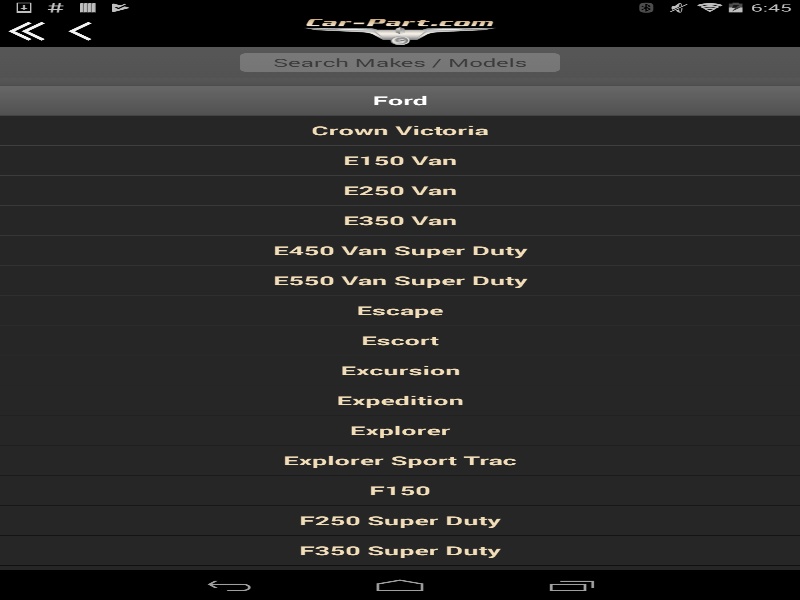 6:45
Car-Part.com
Search Makes / Models
Ford
Crown Victoria
E150 Van
E250 Van
E350 Van
E450 Van Super Duty
E550 Van Super Duty
Escape
Escort
Excursion
Expedition
Explorer
Explorer Sport Trac
F150
F250 Super Duty
F350 Super Duty